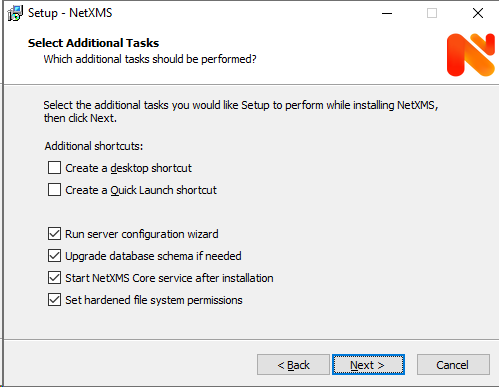 Setup - NetXMS
Select Additional Tasks
Which additional tasks should be performed?
Select the additional tasks you would like Setup to perform while installing NetXMS,
then click Next.
Additional shortcuts:
Create a desktop shortcut
Create a Quick Launch shortcut
Run server configuration wizard
Upgrade database schema if needed
Start NetXMS Core service after installation
Set hardened file system permissions
< Back
Next >
Cancel